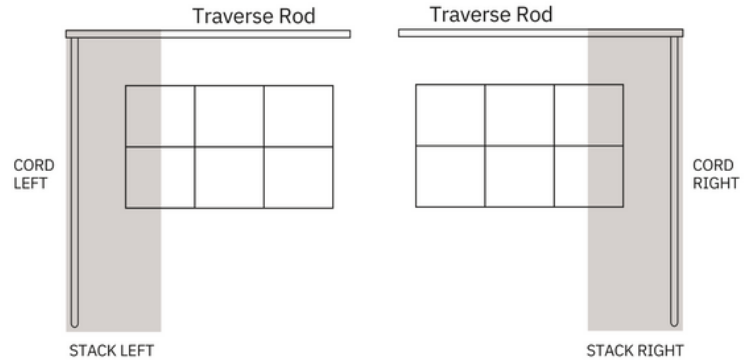 Traverse Rod
CORD
LEFT
STACK LEFT
Traverse Rod
CORD
RIGHT
STACK RIGHT